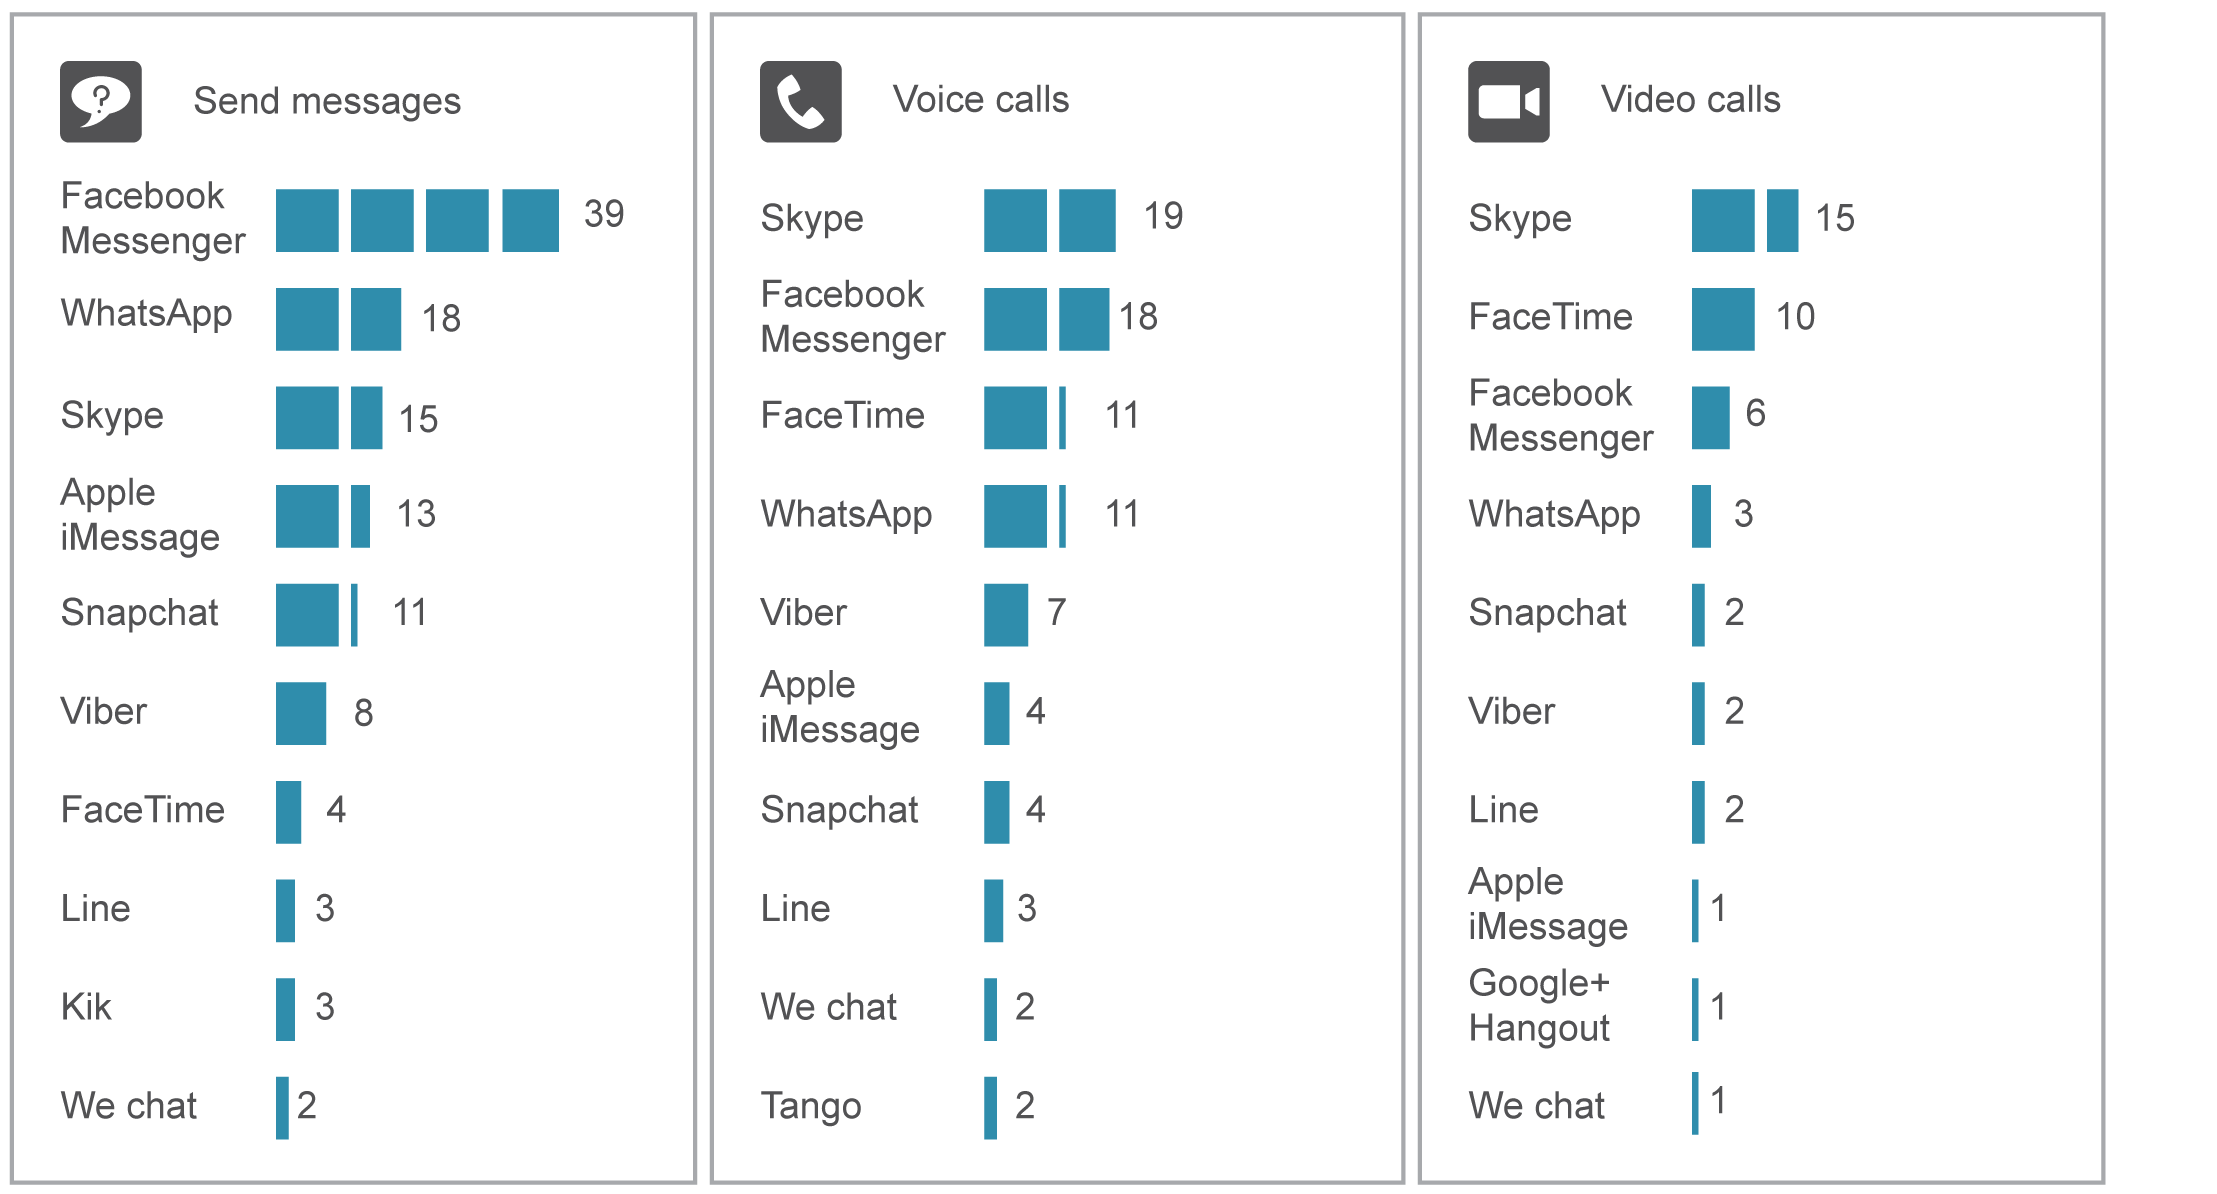 Send messages
Facebook
Messenger
39
WhatsApp
18
Skype
15
Apple
iMessage
13
Snapchat
11
Viber
8
FaceTime
4
Line
3
Kik
3
We chat
2
Voice calls
Skype
19
Facebook
Messenger
18
FaceTime
11
WhatsApp
11
Viber
7
Apple
iMessage
4
Snapchat
4
Line
3
We chat
2
Tango
2
Video calls
Skype
15
FaceTime
10
Facebook
Messenger
6
WhatsApp
3
Snapchat
2
Viber
2
Line
2
Apple
iMessage
1
Google+
Hangout
1
We chat
1